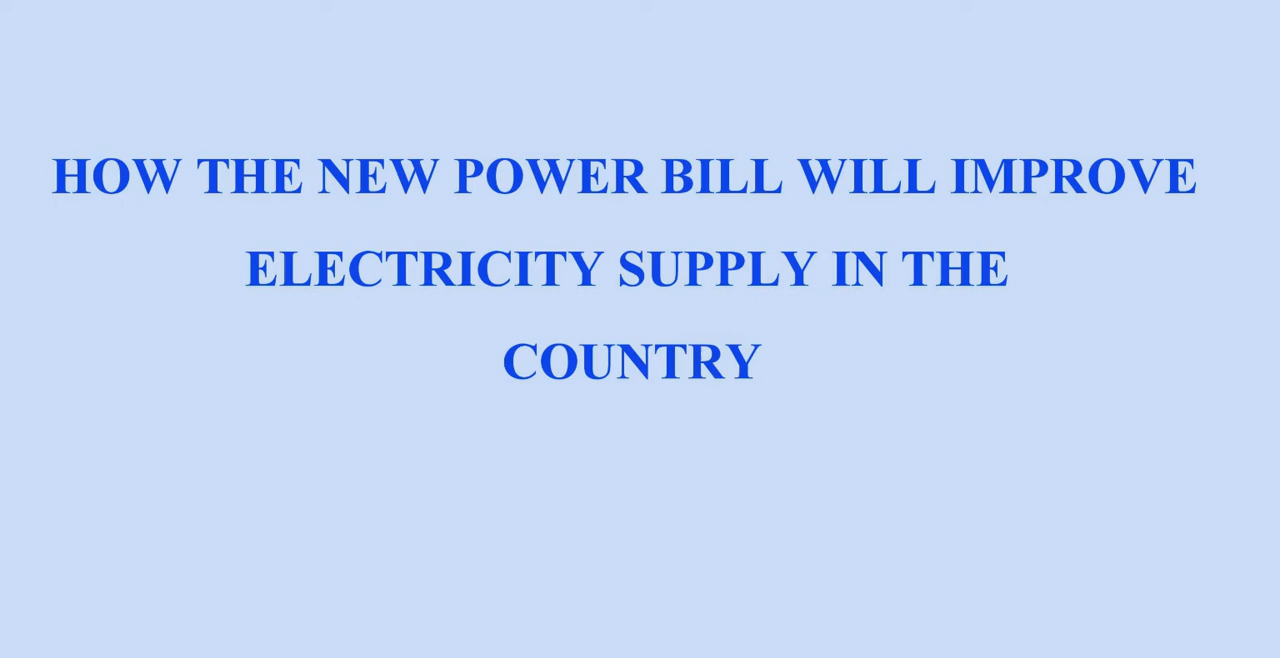 HOW THE NEW POWER BILL WILL IMPROVE
ELECTRICITY SUPPLY IN THE
COUNTRY